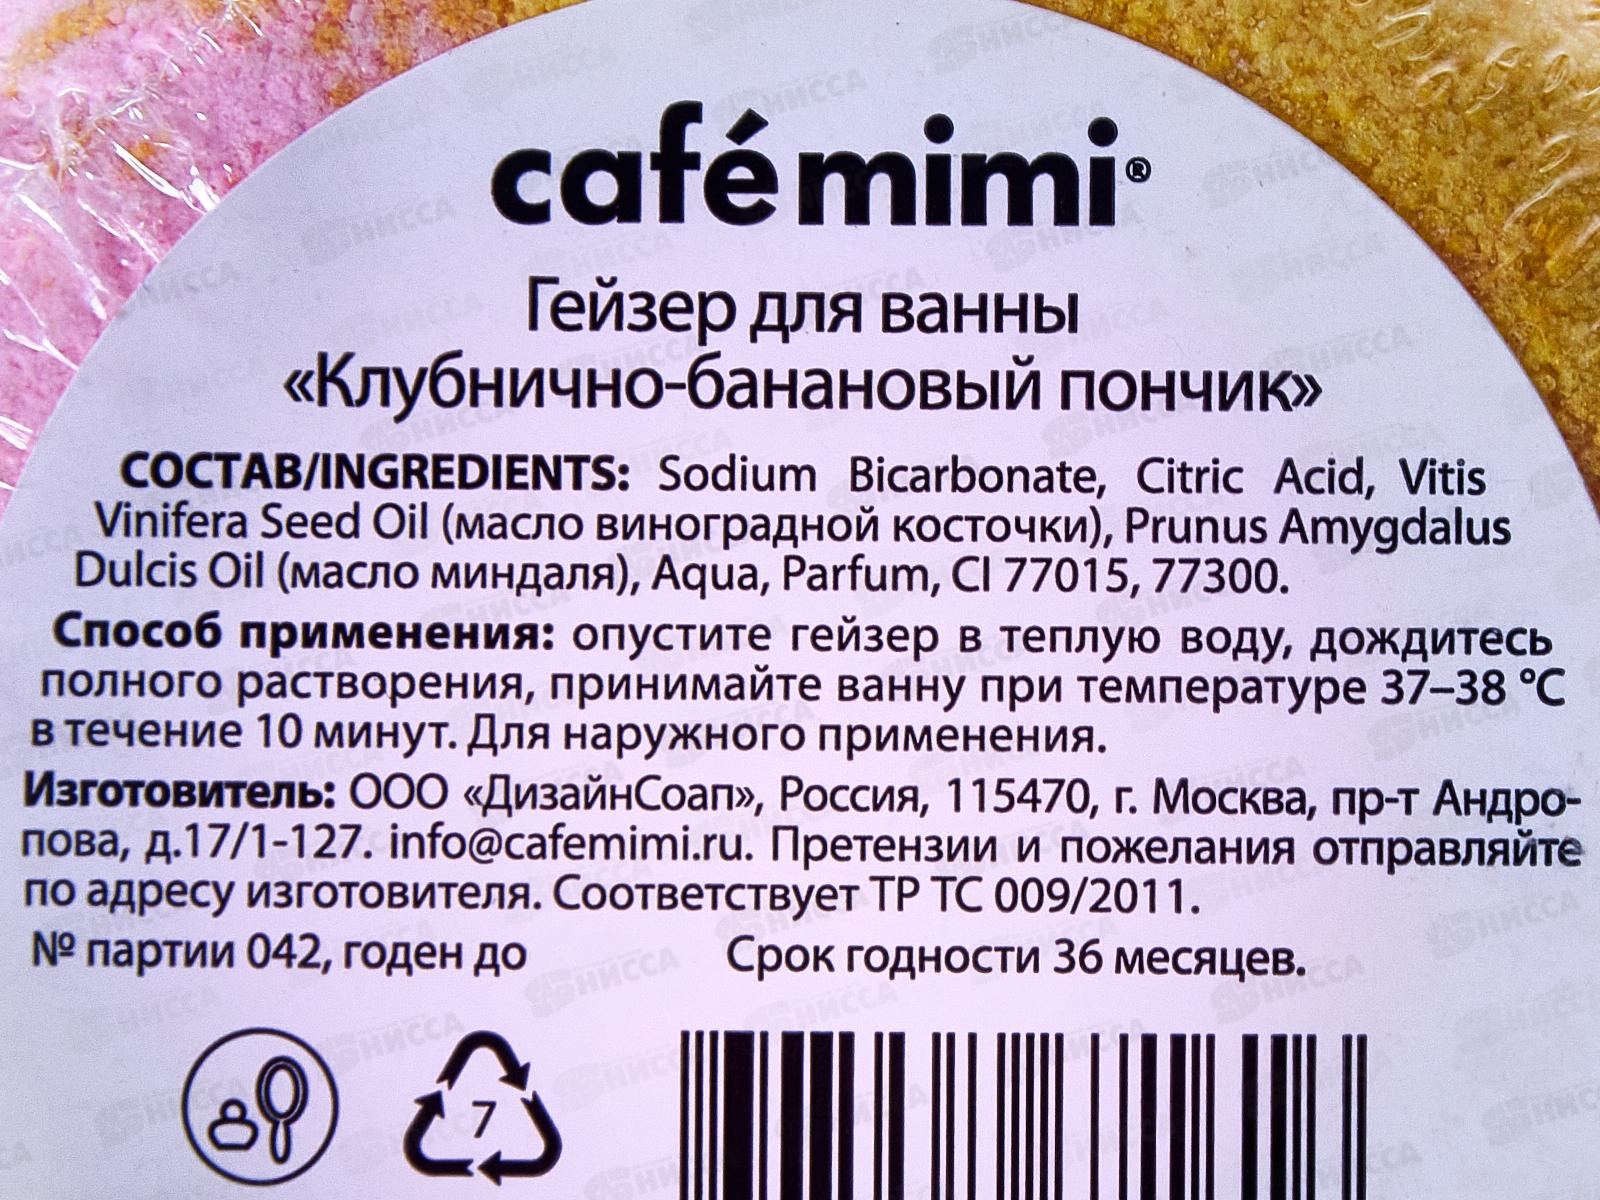 café mimi®
Гейзер для ванны
«Клубнично-банановый пончик»
СОСТАВ/INGREDIENTS: Sodium Bicarbonate, Citric Acid, Vitis
Vinifera Seed Oil (масло виноградной косточки), Prunus Amygdalus
Dulcis Oil (масло миндаля), Aqua, Parfum, CI 77015, 77300.
Способ применения: опустите гейзер в теплую воду, дождитесь
полного растворения, принимайте ванну при температуре 37–38 °C
в течение 10 минут. Для наружного применения.
Изготовитель: ООО «ДизайнСоап», Россия, 115470, г. Москва, пр-т Андро-
пова, д.17/1-127. info@cafemimi.ru. Претензии и пожелания отправляйте
по адресу изготовителя. Соответствует ТР ТС 009/2011.
№ партии 042, годен до Срок годности 36 месяцев.
7